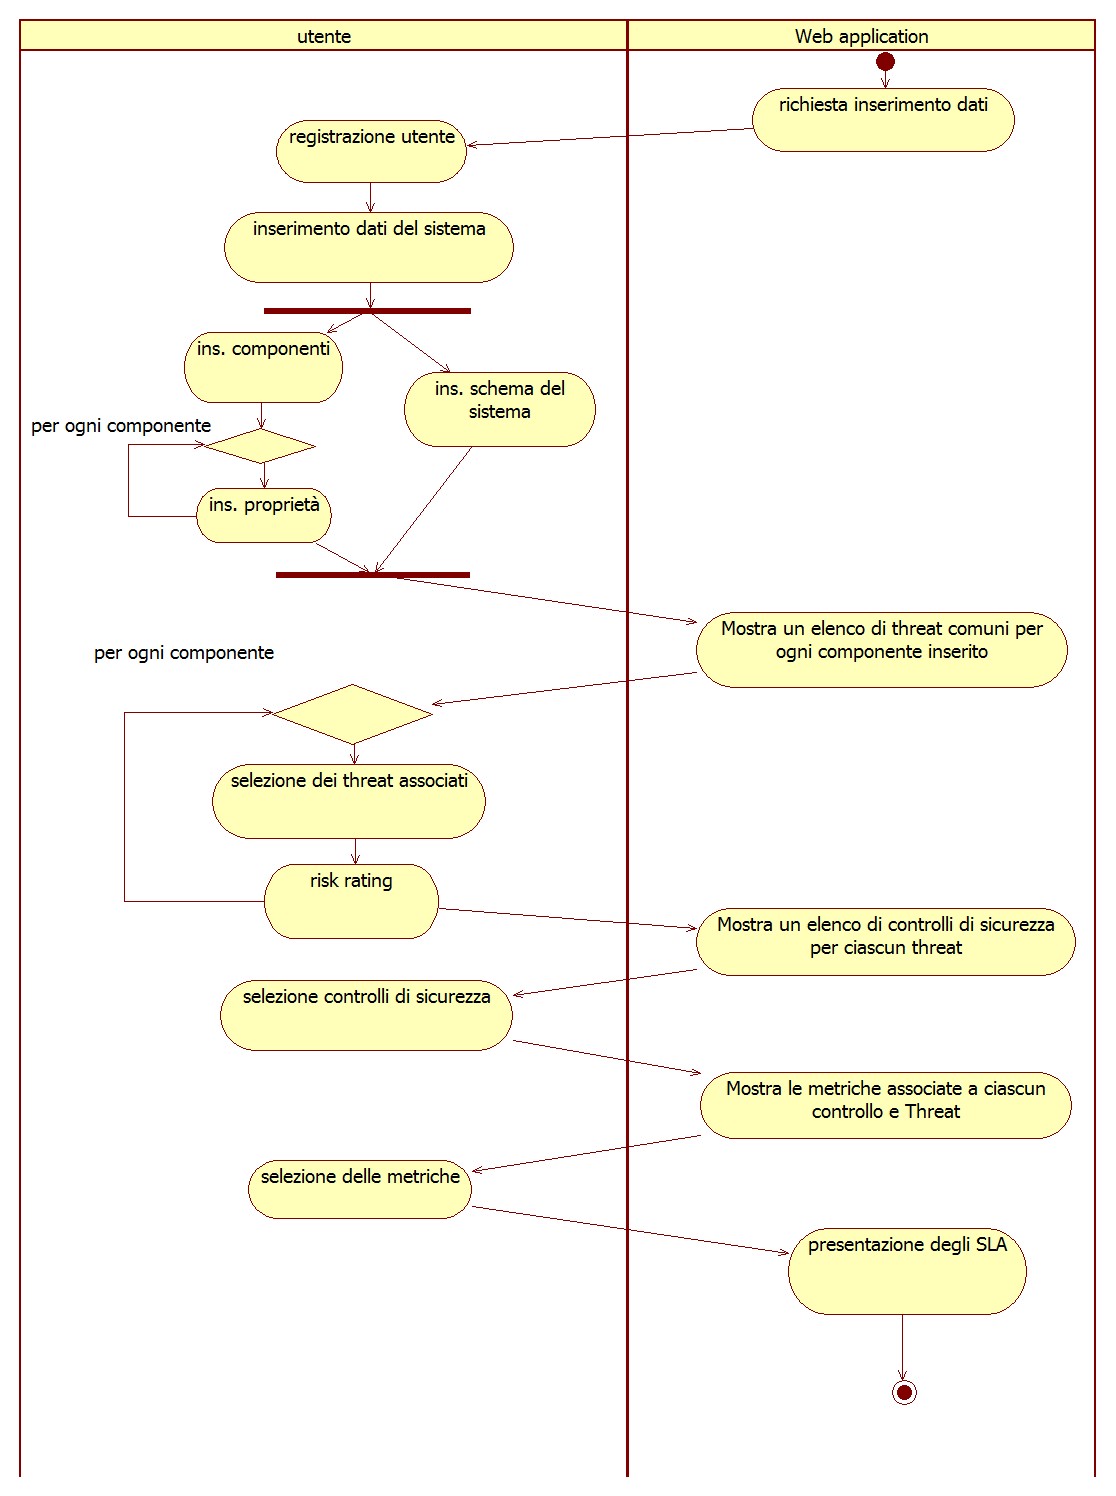 utente
Web application
richiesta inserimento dati
registrazione utente
inserimento dati del sistema
ins. componenti
ins. schema del
sistema
per ogni componente
ins. proprietà
Mostra un elenco di threat comuni per
ogni componente inserito
per ogni componente
selezione dei threat associati
risk rating
Mostra un elenco di controlli di sicurezza
per ciascun threat
selezione controlli di sicurezza
Mostra le metriche associate a ciascun
controllo e Threat
selezione delle metriche
presentazione degli SLA